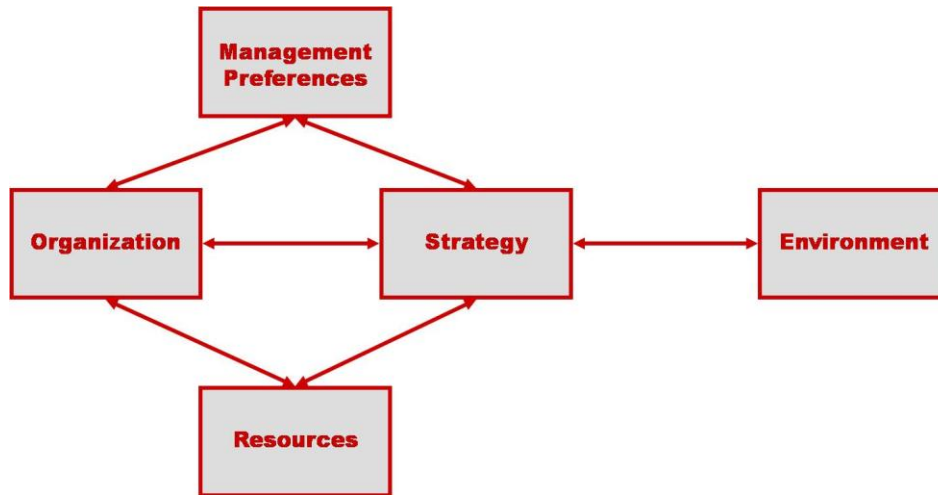 Management
Preferences
Organization
Strategy
Environment
Resources